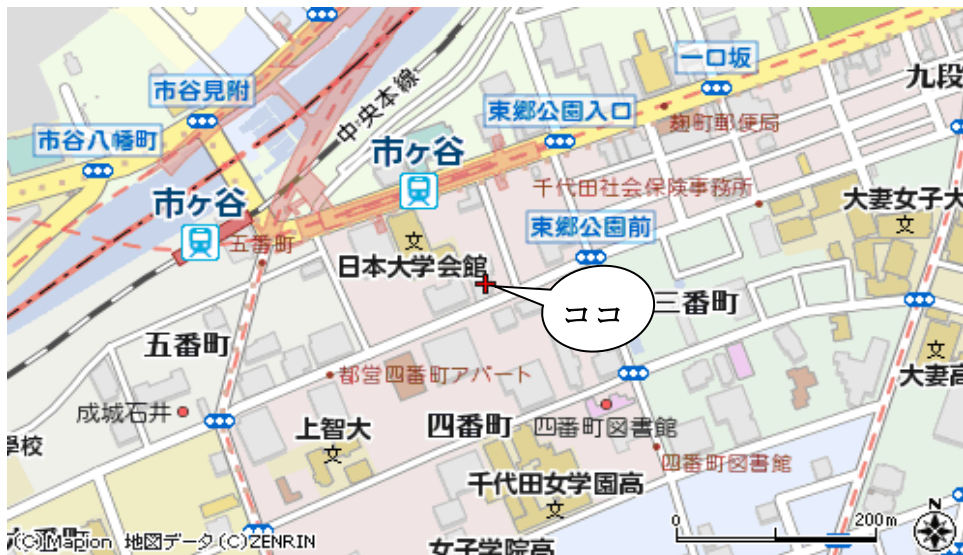 一口坂
九段
市谷見附
中央本線
東郷公園入口
麹町郵便局
市谷八幡町
市ヶ谷
千代田社会保険事務所
市ヶ谷
文
東郷公園前
大妻女子大
文
五番町
日本大学会館
ココ
三番町
五番町
都営四番町アパート
文
大妻高
成城石井
上智大
文
四番町
四番町図書館
学校
四番町図書館
千代田女学園高
文
N
0
200m
(C)Mapion 地図データ(C)ZENRIN
女子学院高